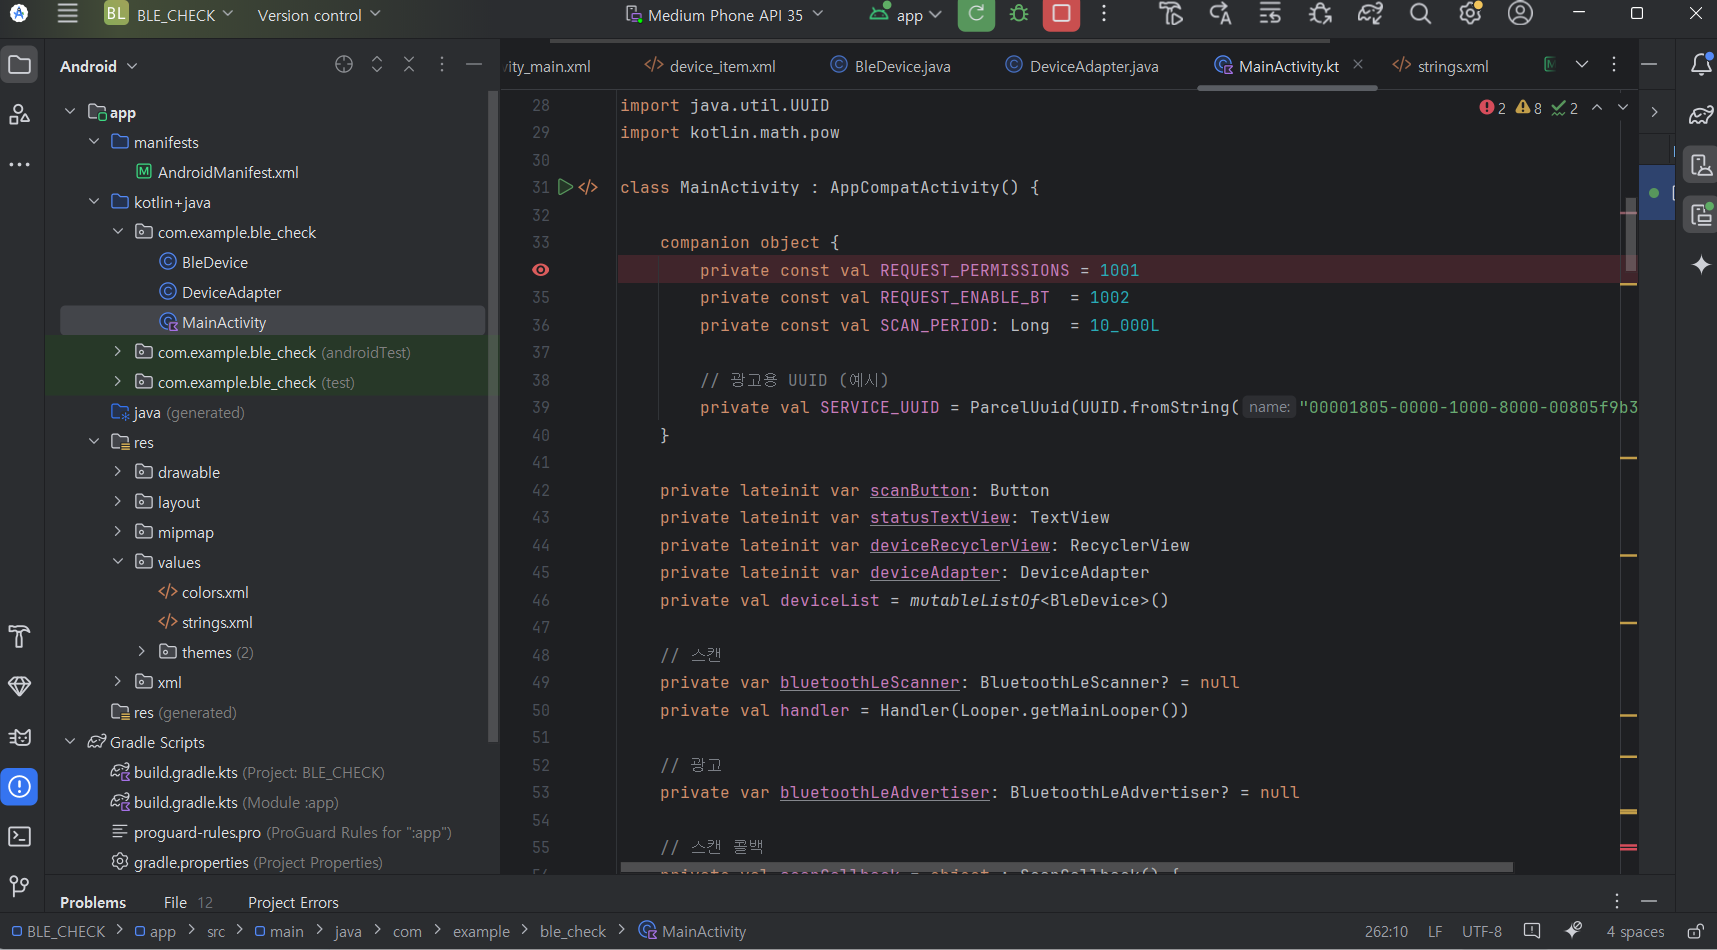 BL BLE_CHECK Version control Medium Phone API 35 app
Android
app
manifests
AndroidManifest.xml
kotlin+java
com.example.ble_check
BleDevice
DeviceAdapter
MainActivity
com.example.ble_check (androidTest)
com.example.ble_check (test)
java (generated)
res
drawable
layout
mipmap
values
colors.xml
strings.xml
themes (2)
xml
res (generated)
Gradle Scripts
build.gradle.kts (Project: BLE_CHECK)
build.gradle.kts (Module :app)
proguard-rules.pro (ProGuard Rules for ":app")
gradle.properties (Project Properties)
vity_main.xml device_item.xml BleDevice.java DeviceAdapter.java MainActivity.kt strings.xml
2 8 2
28 import java.util.UUID
29 import kotlin.math.pow
30
31 class MainActivity : AppCompatActivity() {
32
33 companion object {
private const val REQUEST_PERMISSIONS = 1001
35 private const val REQUEST_ENABLE_BT = 1002
36 private const val SCAN_PERIOD: Long = 10_000L
37
38 // 광고용 UUID (예시)
39 private val SERVICE_UUID = ParcelUuid(UUID.fromString( name: "00001805-0000-1000-8000-00805f9b3
40 }
41
42 private lateinit var scanButton: Button
43 private lateinit var statusTextView: TextView
44 private lateinit var deviceRecyclerView: RecyclerView
45 private lateinit var deviceAdapter: DeviceAdapter
46 private val deviceList = mutableListOf<BleDevice>()
47
48 // 스캔
49 private var bluetoothLeScanner: BluetoothLeScanner? = null
50 private val handler = Handler(Looper.getMainLooper())
51
52 // 광고
53 private var bluetoothLeAdvertiser: BluetoothLeAdvertiser? = null
54
55 // 스캔 콜백
Problems File 12 Project Errors
BLE_CHECK > app > src > main > java > com > example > ble_check > MainActivity 262:10 LF UTF-8 4 spaces